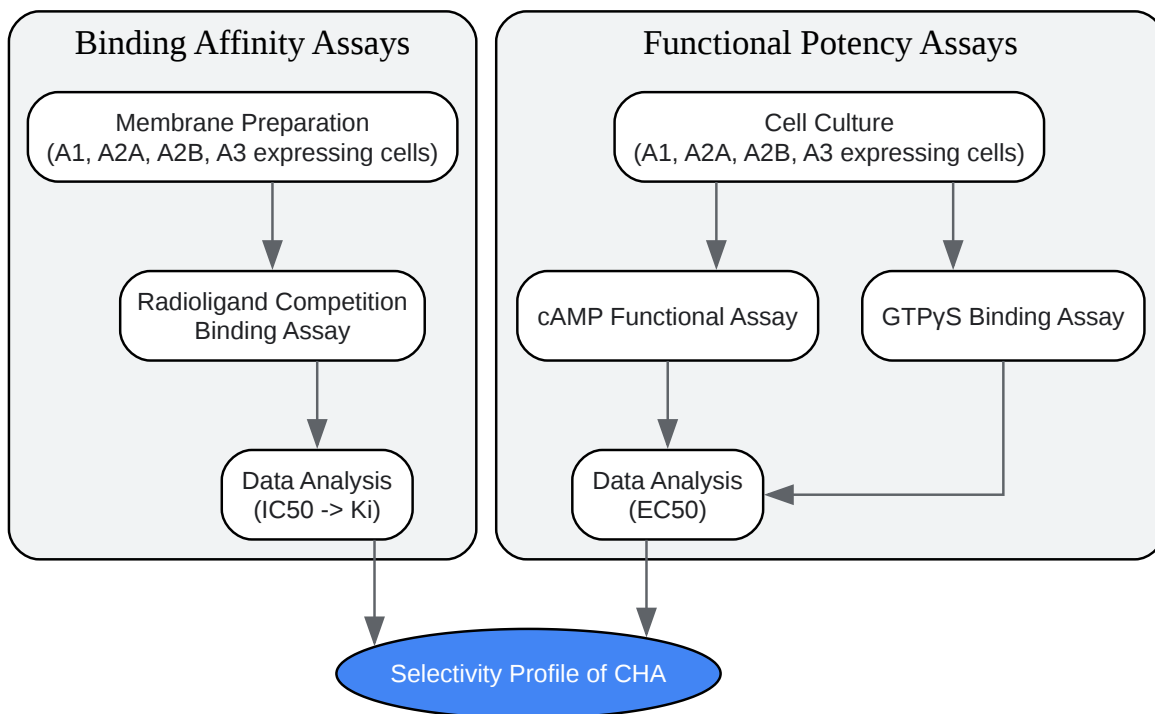 Binding Affinity Assays
Membrane Preparation
(A1, A2A, A2B, A3 expressing cells)
Radioligand Competition
Binding Assay
Data Analysis
(IC50 -> Ki)
Functional Potency Assays
Cell Culture
(A1, A2A, A2B, A3 expressing cells)
cAMP Functional Assay
GTPγS Binding Assay
Data Analysis
(EC50)
Selectivity Profile of CHA